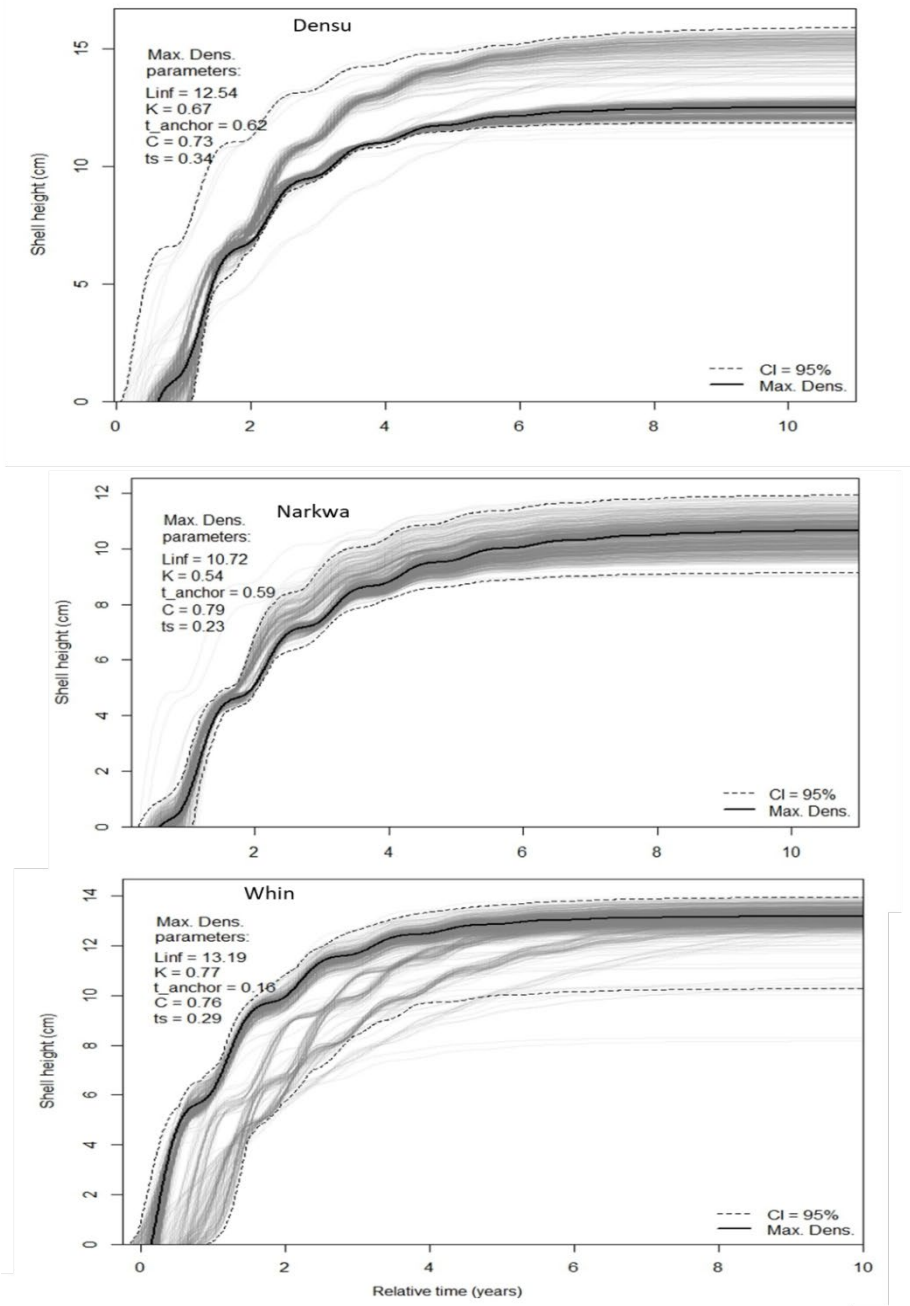 Densu
Max. Dens.
parameters:
Linf = 12.54
K = 0.67
t_anchor = 0.62
C = 0.73
ts = 0.34
Shell height (cm)
15
10
5
0
CI = 95%
Max. Dens.
0 2 4 6 8 10
Narkwa
Max. Dens.
parameters:
Linf = 10.72
K = 0.54
t_anchor = 0.59
C = 0.79
ts = 0.23
Shell height (cm)
12
10
8
6
4
2
0
CI = 95%
Max. Dens.
2 4 6 8 10
Whin
Max. Dens.
parameters:
Linf = 13.19
K = 0.77
t_anchor = 0.16
C = 0.76
ts = 0.29
Shell height (cm)
14
12
10
8
6
4
2
0
CI = 95%
Max. Dens.
0 2 4 6 8 10
Relative time (years)